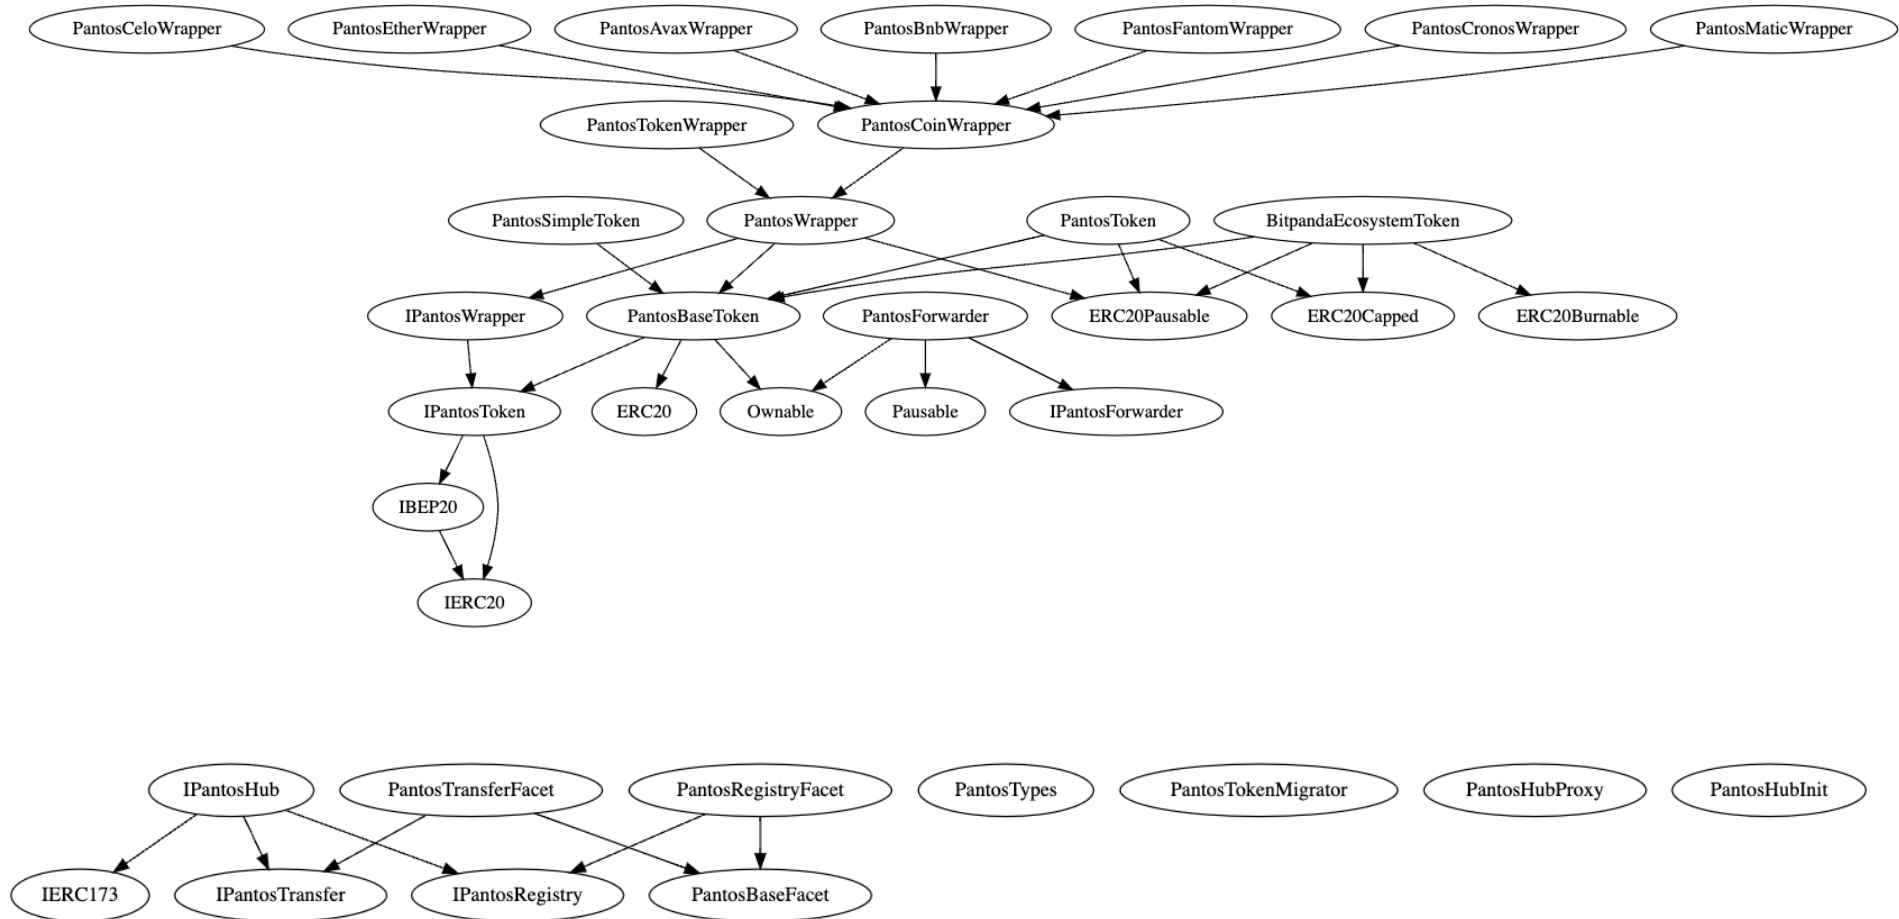 PantosCeloWrapper
PantosEtherWrapper
PantosAvaxWrapper
PantosBnbWrapper
PantosFantomWrapper
PantosCronosWrapper
PantosMaticWrapper
PantosTokenWrapper
PantosCoinWrapper
PantosSimpleToken
PantosWrapper
PantosToken
BitpandaEcosystemToken
IPantosWrapper
PantosBaseToken
PantosForwarder
ERC20Pausable
ERC20Capped
ERC20Burnable
IPantosToken
ERC20
Ownable
Pausable
IPantosForwarder
IBEP20
IERC20
IPantosHub
PantosTransferFacet
PantosRegistryFacet
PantosTypes
PantosTokenMigrator
PantosHubProxy
PantosHubInit
IERC173
IPantosTransfer
IPantosRegistry
PantosBaseFacet